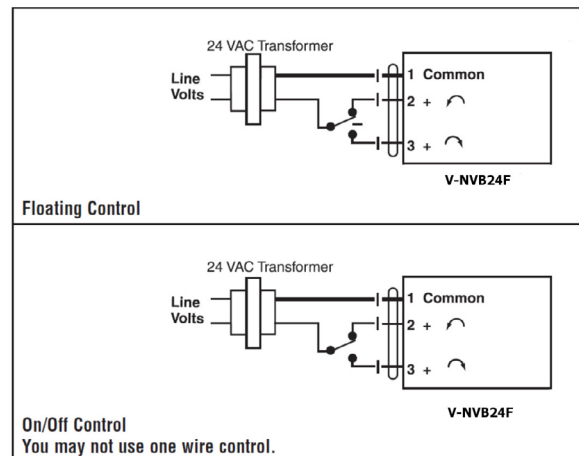 24 VAC Transformer
Line
Volts
1 Common
2 +
3 +
V-NVB24F
Floating Control
24 VAC Transformer
Line
Volts
1 Common
2 +
3 +
V-NVB24F
On/Off Control
You may not use one wire control.